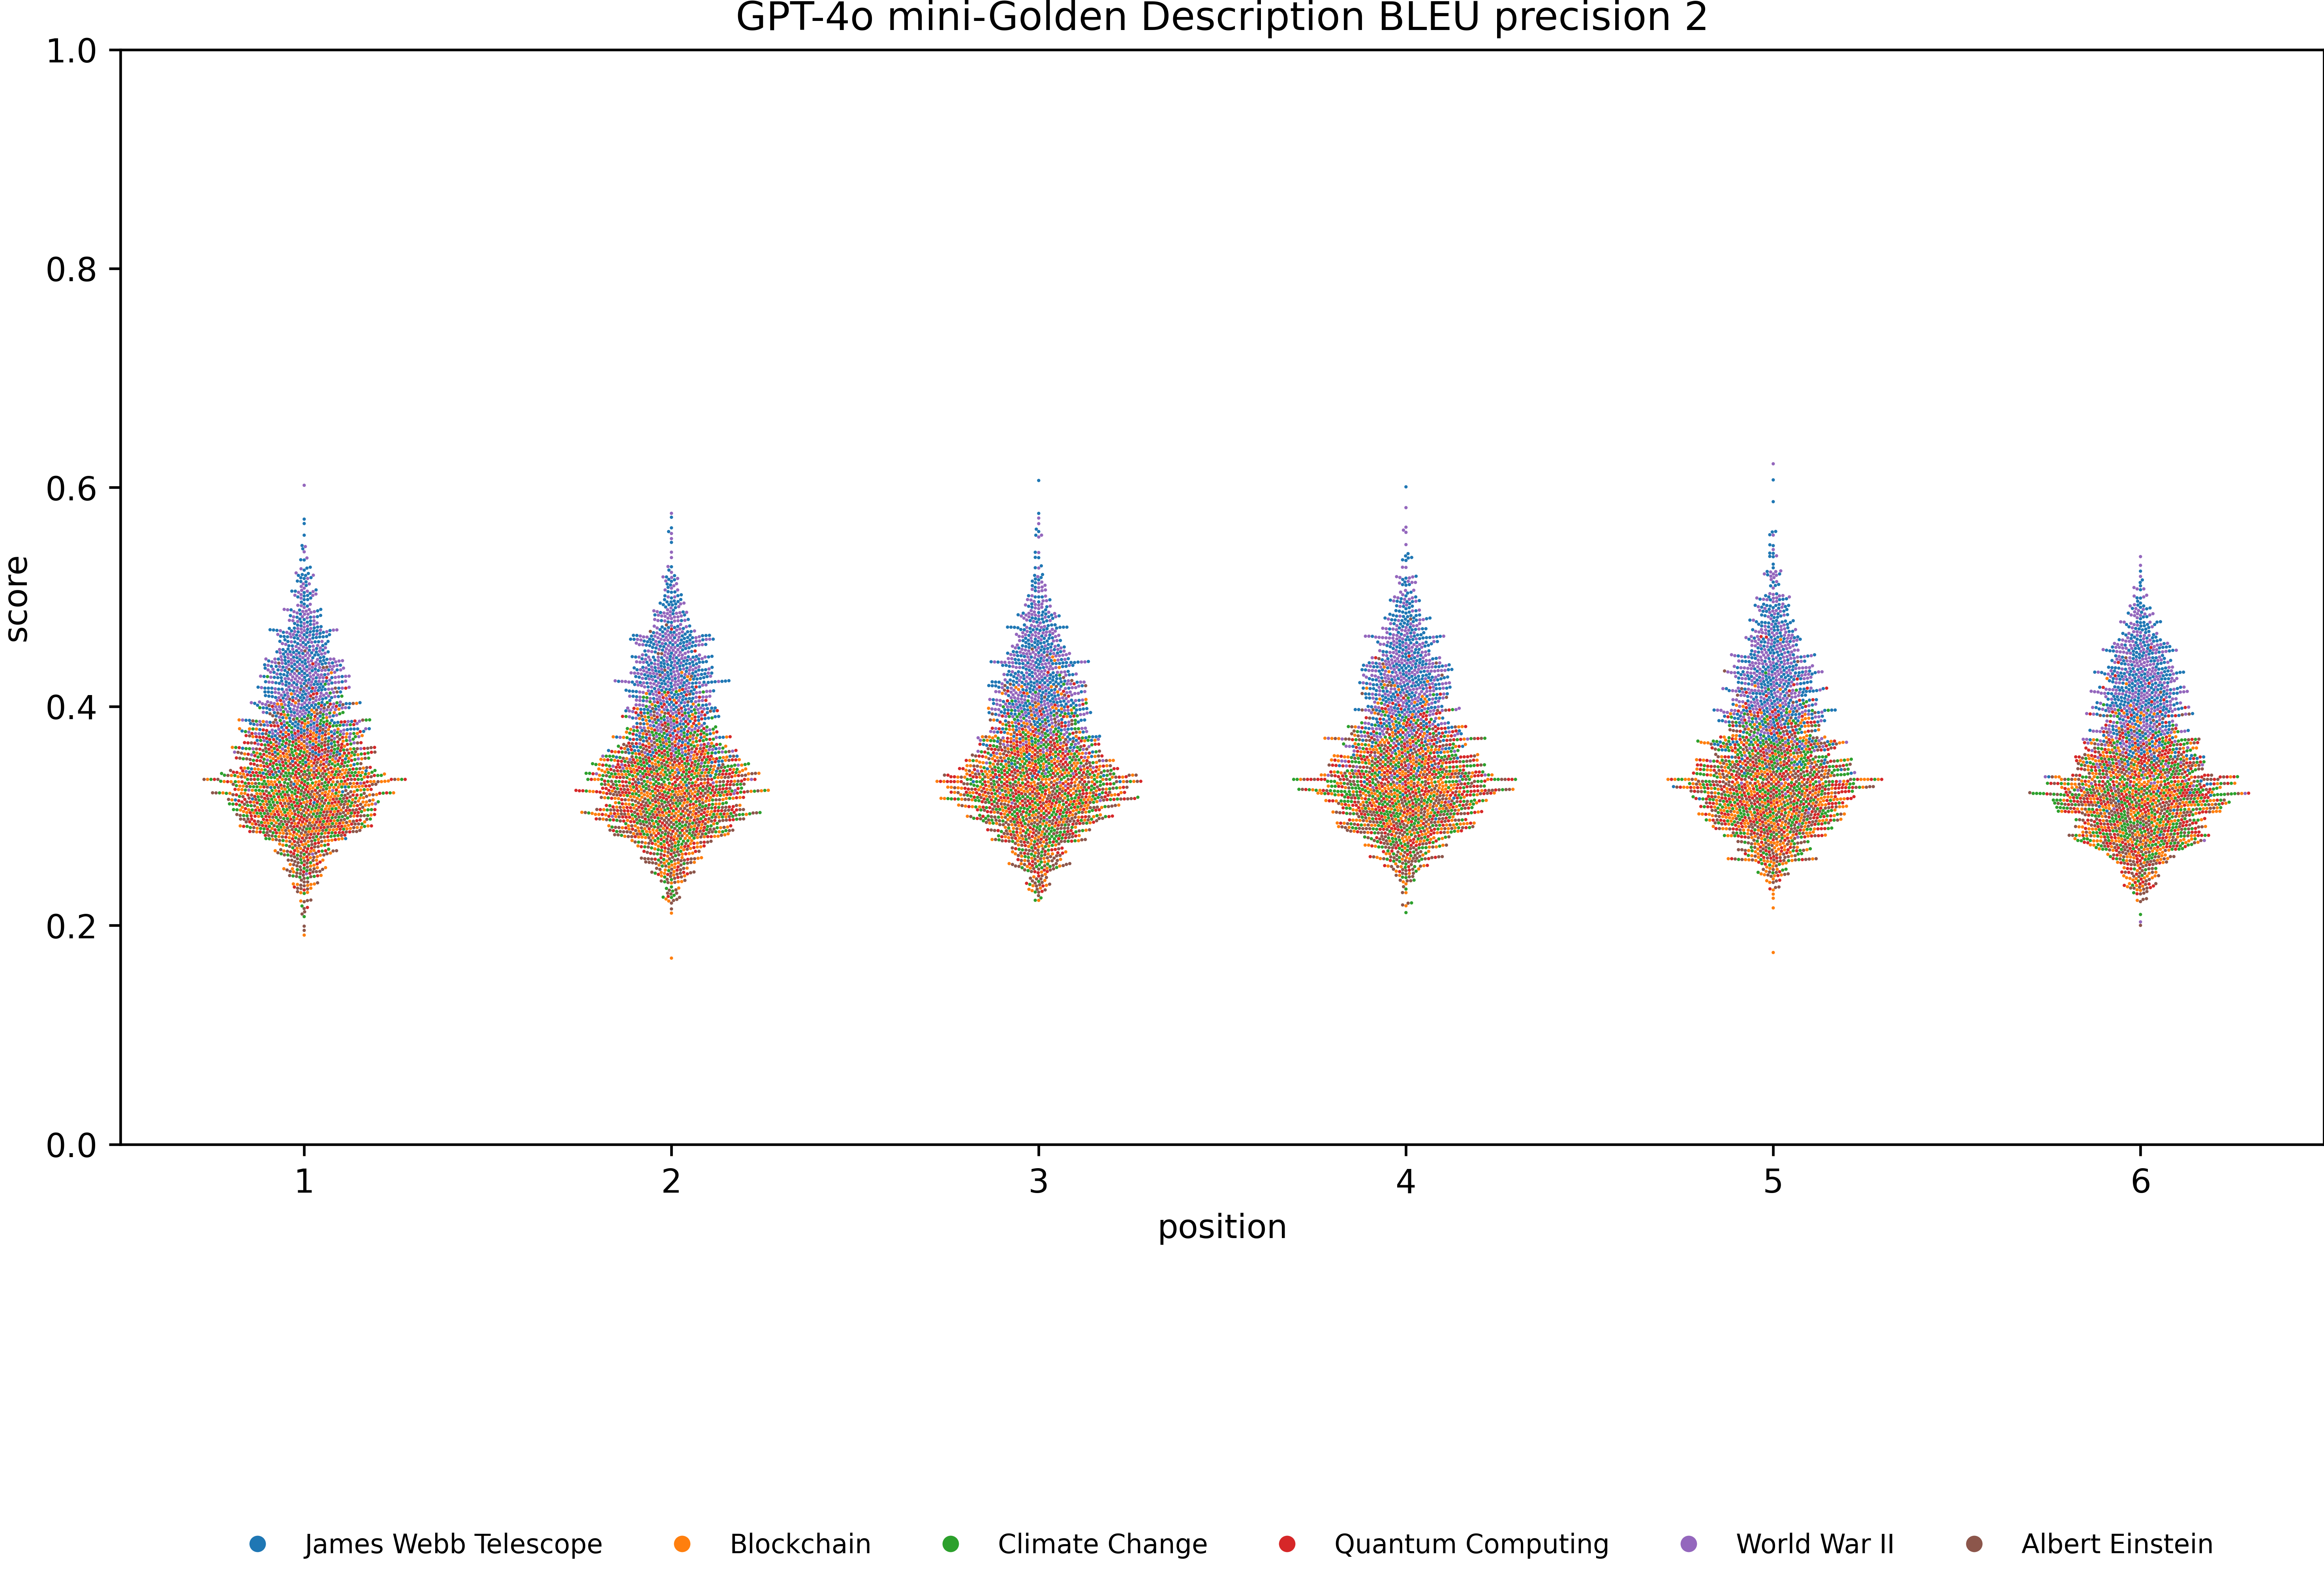 GPT-4o mini-Golden Description BLEU precision 2
1.0
0.8
0.6
0.4
0.2
0.0
score
1 2 3 4 5 6
position
James Webb Telescope Blockchain Climate Change Quantum Computing World War II Albert Einstein